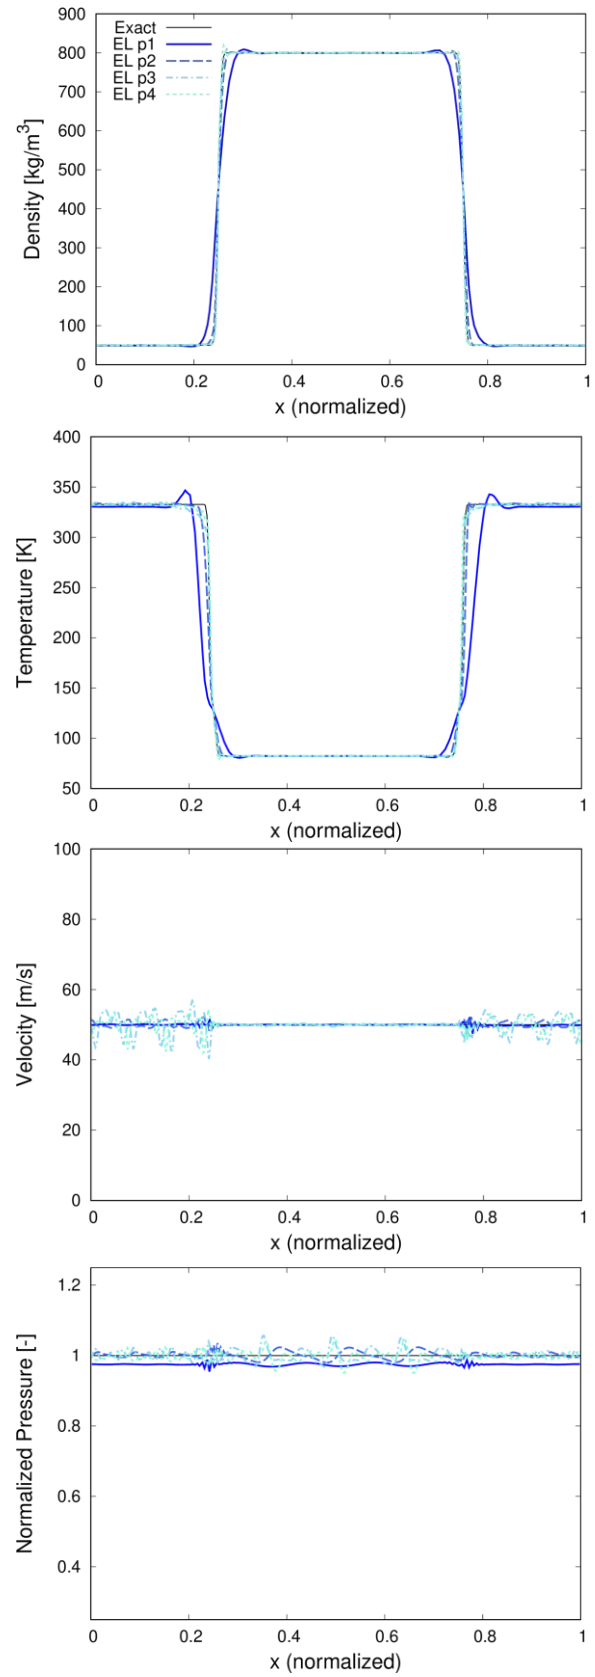 900
800
700
600
500
400
300
200
100
0
Density [kg/m³]
Exact
EL p1
EL p2
EL p3
EL p4
0 0.2 0.4 0.6 0.8 1
x (normalized)
400
350
300
250
200
150
100
50
Temperature [K]
0 0.2 0.4 0.6 0.8 1
x (normalized)
100
80
60
40
20
0
Velocity [m/s]
0 0.2 0.4 0.6 0.8 1
x (normalized)
1.2
1
0.8
0.6
0.4
Normalized Pressure [-]
0 0.2 0.4 0.6 0.8 1
x (normalized)